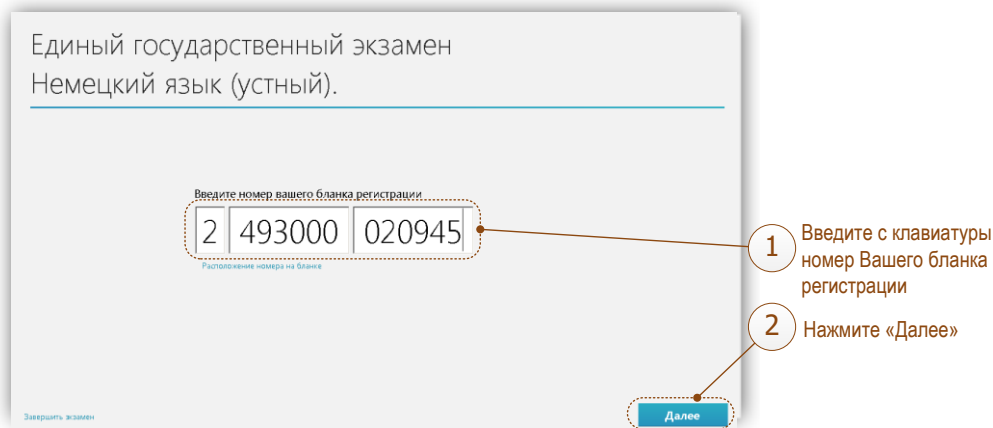 Единый государственный экзамен
Немецкий язык (устный).
Введите номер вашего бланка регистрации
2 493000 020945
Расположение номера на бланке
1 Введите с клавиатуры
номер Вашего бланка
регистрации
2 Нажмите «Далее»
Завершить экзамен
Далее